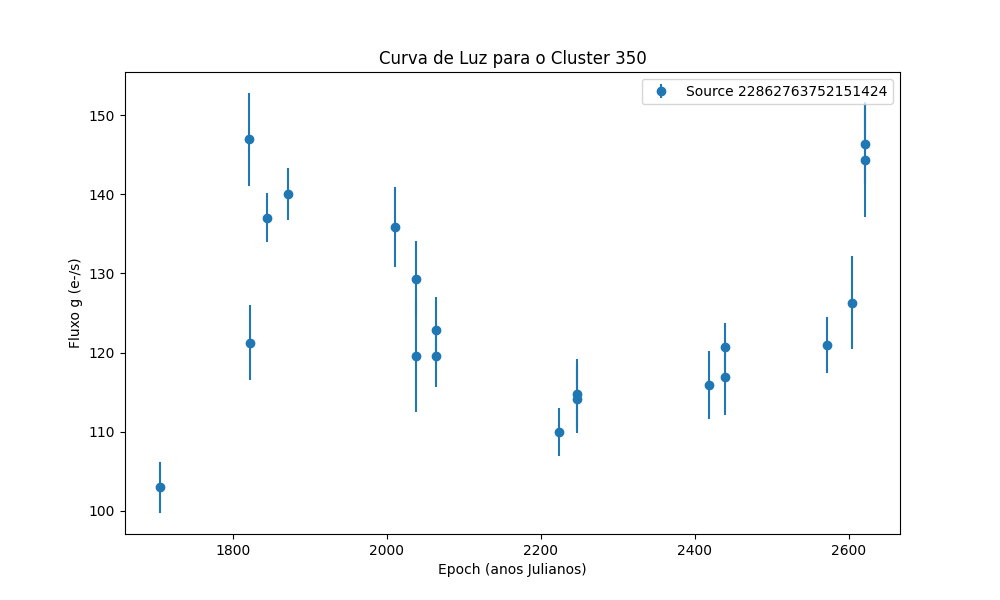 Curva de Luz para o Cluster 350
Source 22862763752151424
150
140
130
120
110
100
Fluxo g (e-/s)
1800 2000 2200 2400 2600
Epoch (anos Julianos)